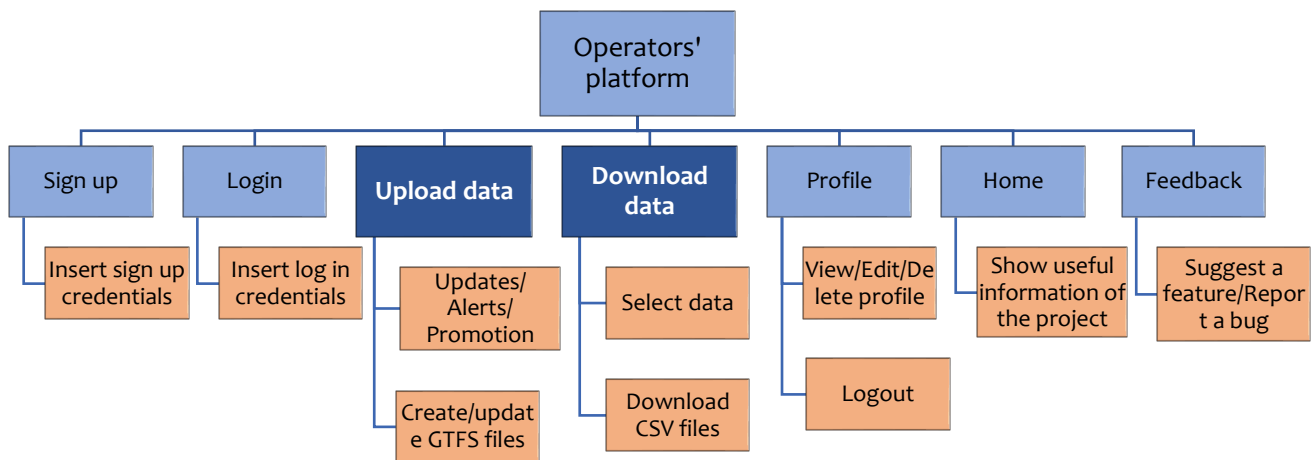 Operators'
platform
Sign up
Login
Upload data
Download
data
Profile
Home
Feedback
Insert sign up
credentials
Insert log in
credentials
Updates/
Alerts/
Promotion
Select data
View/Edit/De
lete profile
Show useful
information of
the project
Suggest a
feature/Repor
t a bug
Create/updat
e GTFS files
Download
CSV files
Logout